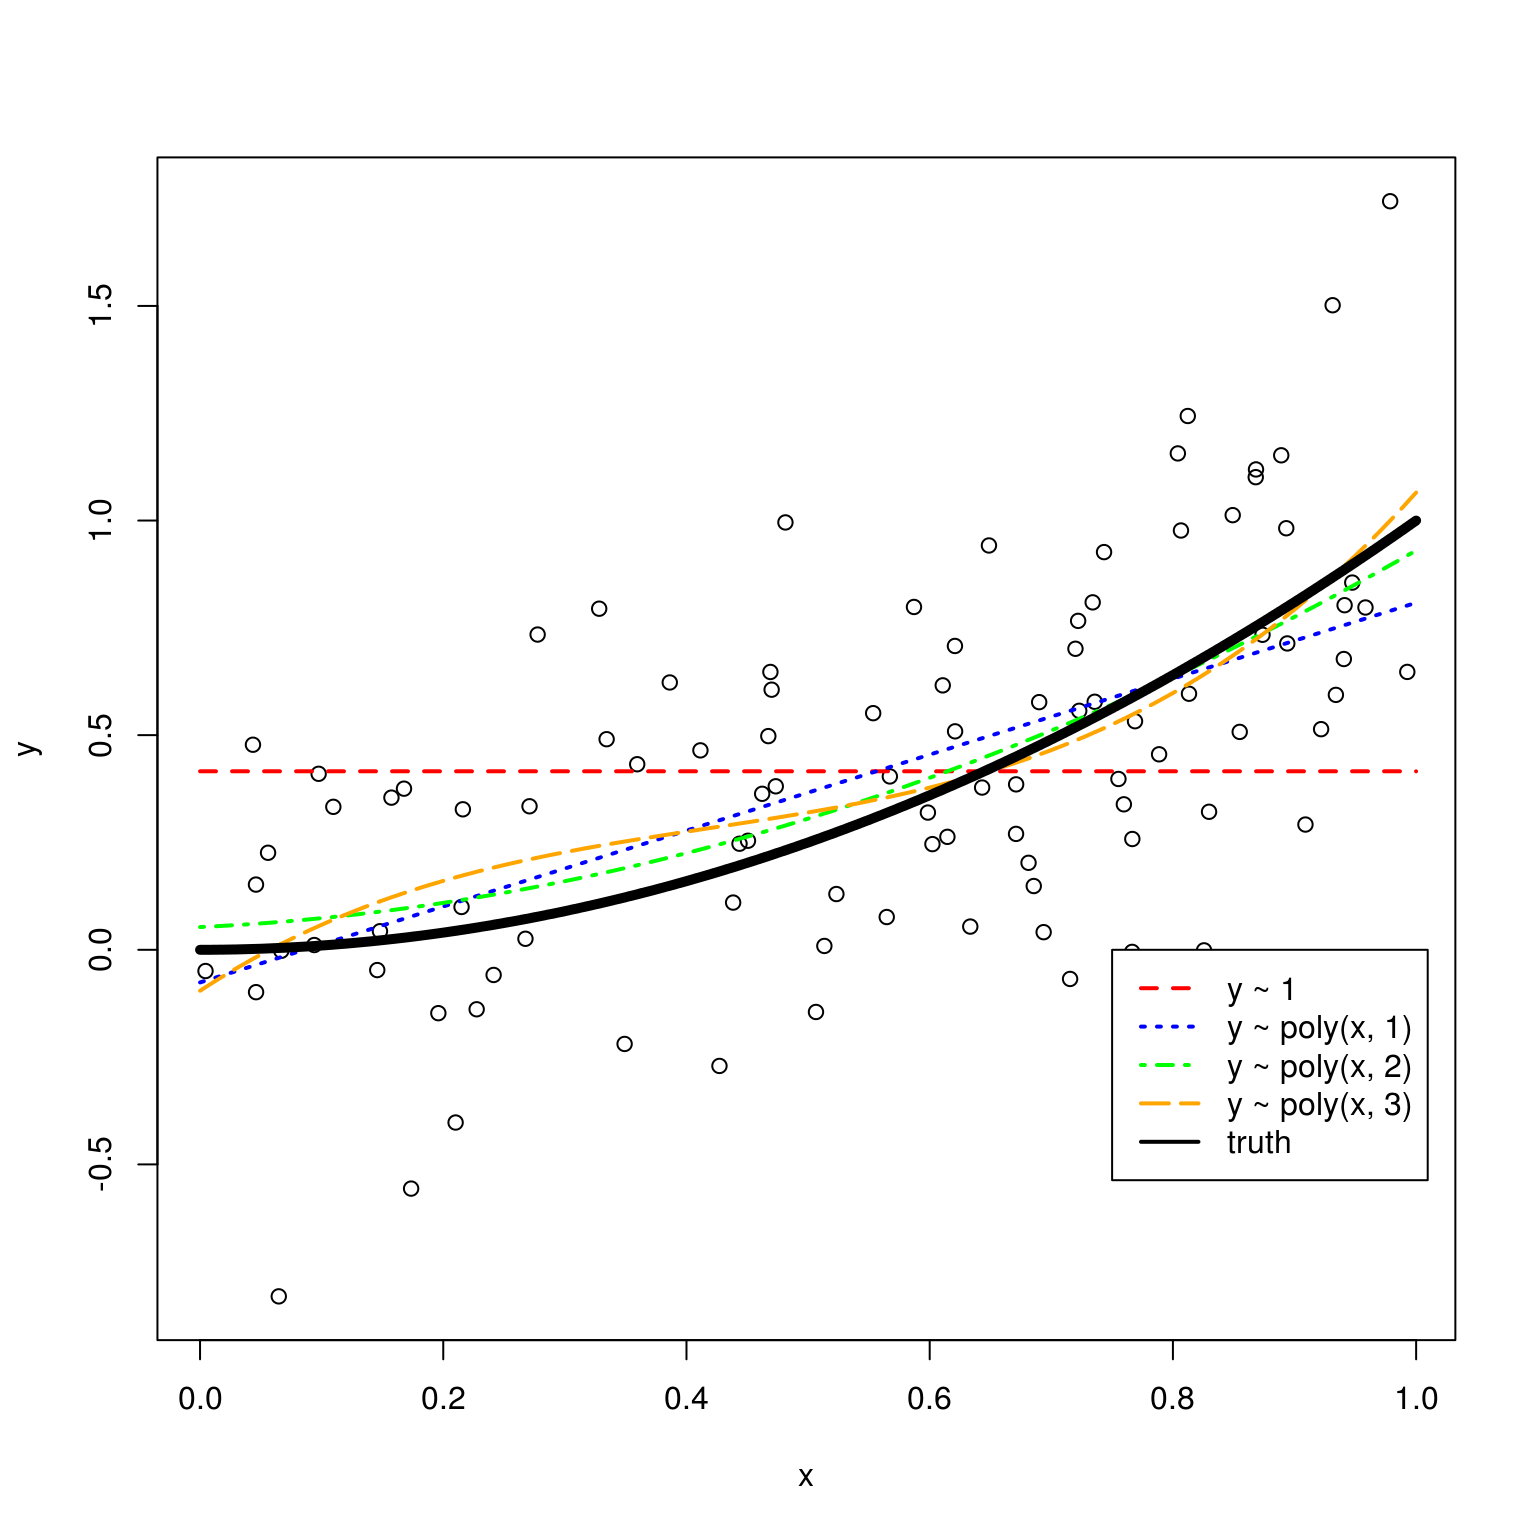 1.5
1.0
0.5
0.0
-0.5
y
y ~ 1
y ~ poly(x, 1)
y ~ poly(x, 2)
y ~ poly(x, 3)
truth
0.0 0.2 0.4 0.6 0.8 1.0
x